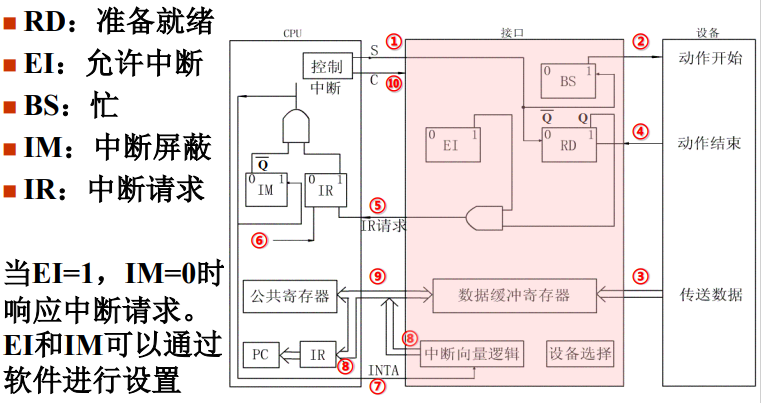 RD：准备就绪
EI：允许中断
BS：忙
IM：中断屏蔽
IR：中断请求
当EI=1，IM=0时
响应中断请求。
EI和IM可以通过
软件进行设置
CPU
接口
设备
控制
中断
S
①
C
⑩
②
动作开始
0 BS 1
Q Q
0 EI 1
0 RD 1
④
动作结束
Q
0 IM 1
0 IR 1
⑤
IR请求
⑥
⑨
③
公共寄存器
数据缓冲寄存器
传送数据
PC
IR
⑧
⑧
中断向量逻辑
设备选择
INTA
⑦